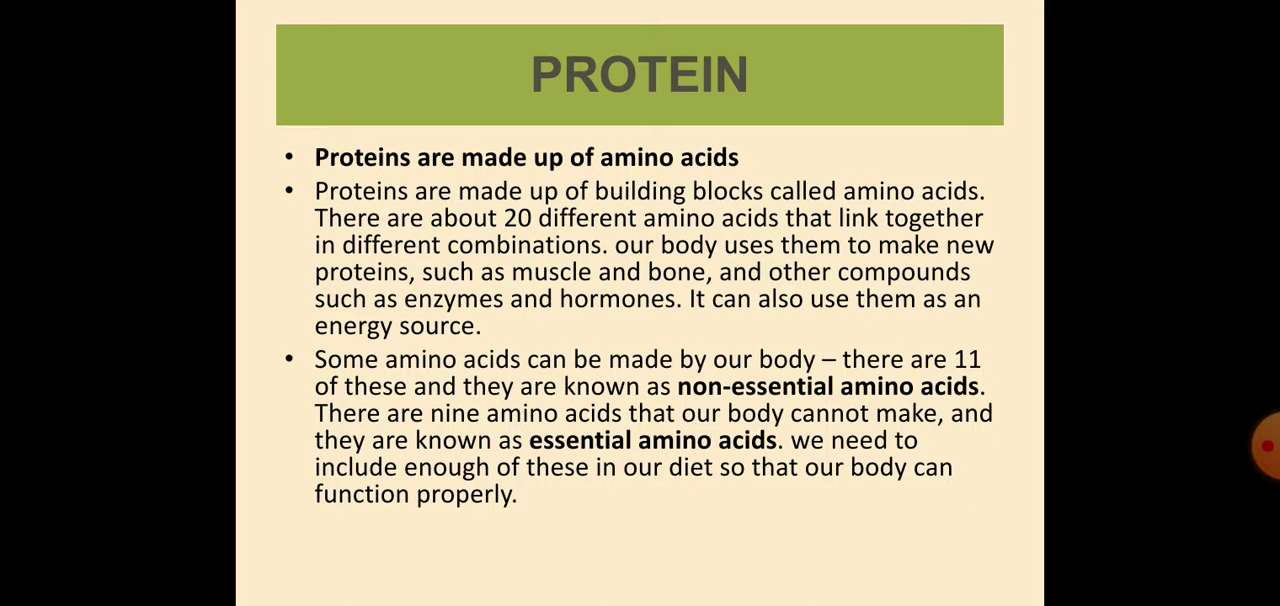 PROTEIN
• Proteins are made up of amino acids
• Proteins are made up of building blocks called amino acids.
There are about 20 different amino acids that link together
in different combinations. our body uses them to make new
proteins, such as muscle and bone, and other compounds
such as enzymes and hormones. It can also use them as an
energy source.
• Some amino acids can be made by our body – there are 11
of these and they are known as non-essential amino acids.
There are nine amino acids that our body cannot make, and
they are known as essential amino acids. we need to
include enough of these in our diet so that our body can
function properly.